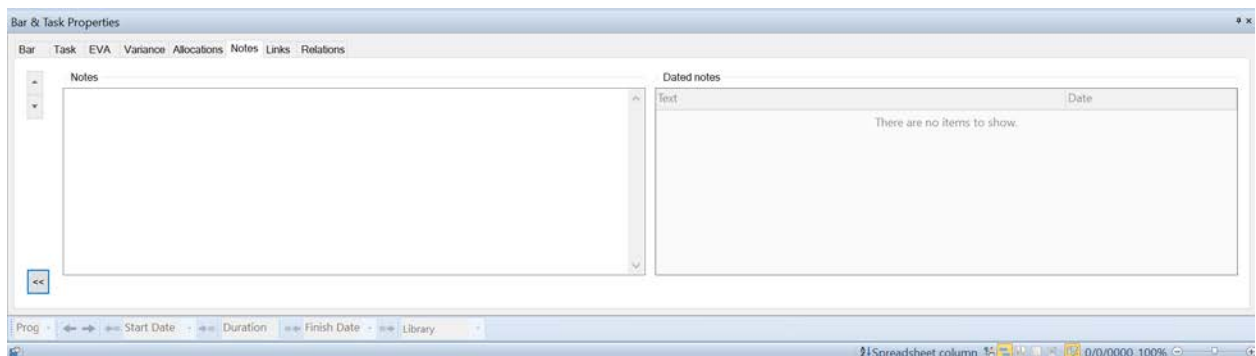 Bar & Task Properties
Bar Task EVA Variance Allocations Notes Links Relations
Notes Dated notes
Text Date
There are no items to show.
<<
Prog Start Date Duration Finish Date Library
Spreadsheet column 0/0/0000 100%